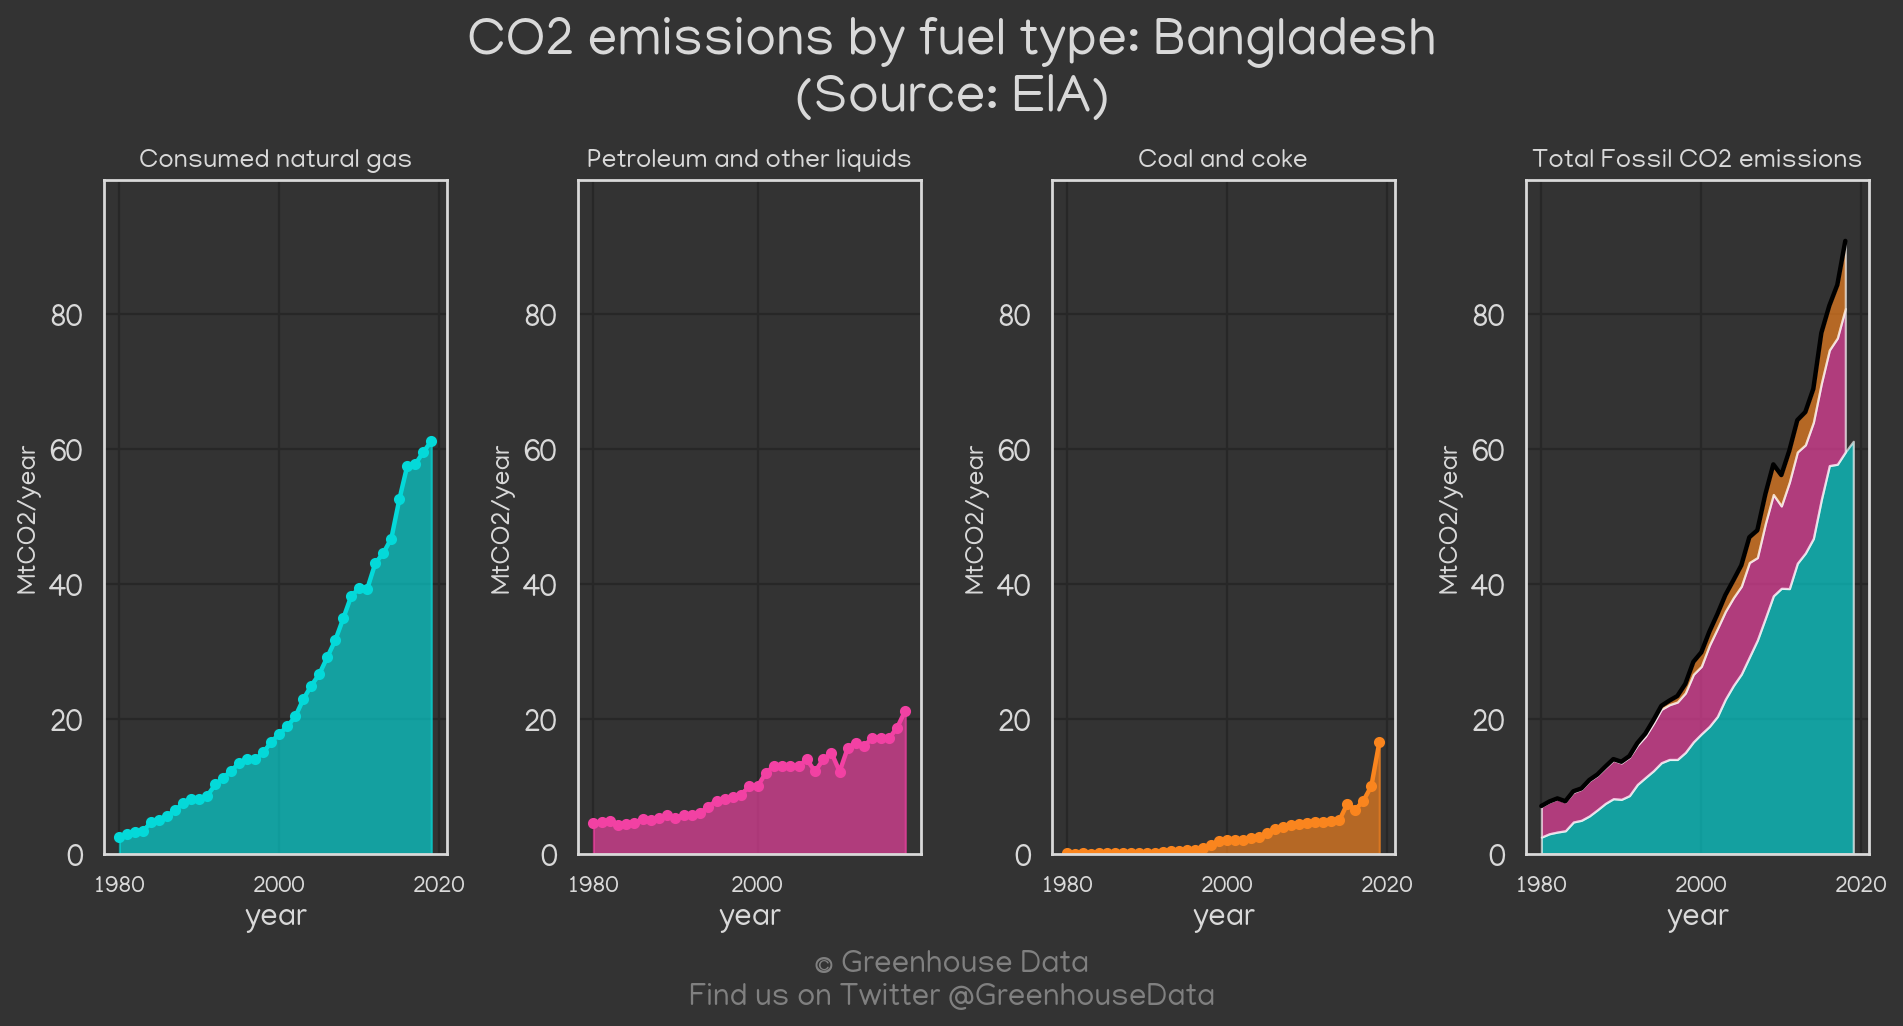 CO2 emissions by fuel type: Bangladesh
(Source: EIA)
Consumed natural gas
Petroleum and other liquids
Coal and coke
Total Fossil CO2 emissions
MtCO2/year
80
60
40
20
0
1980 2000 2020
year
MtCO2/year
80
60
40
20
0
1980 2000
year
MtCO2/year
80
60
40
20
0
1980 2000 2020
year
MtCO2/year
80
60
40
20
0
1980 2000 2020
year
© Greenhouse Data
Find us on Twitter @GreenhouseData